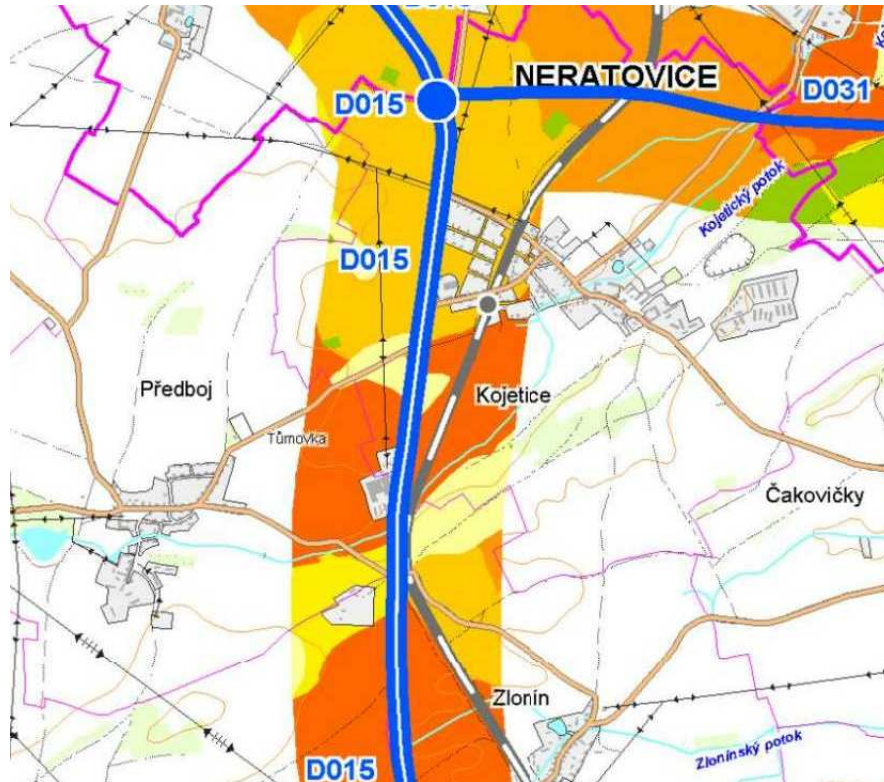 NERATOVICE
D015
D031
Kojetický potok
D015
Předboj
Kojetice
Tůmovka
Čakovičky
Zlonín
Zlonínský potok
D015